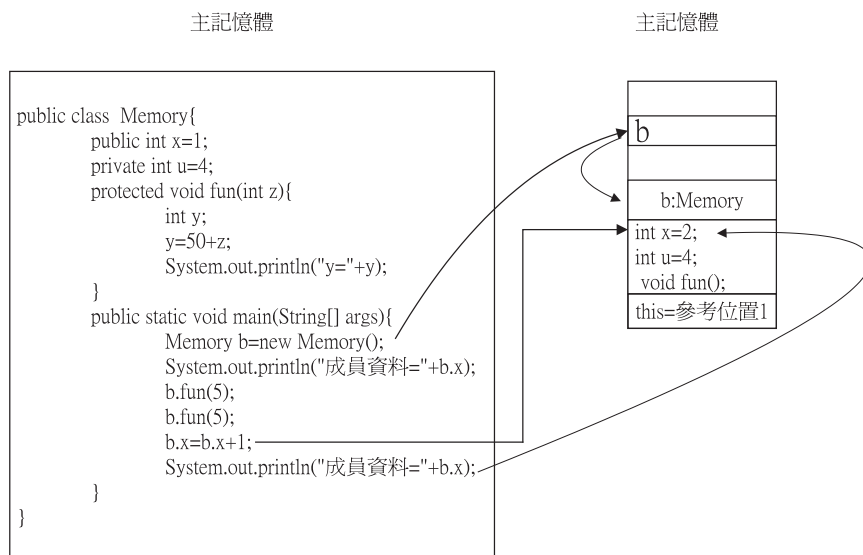 主記憶體
public class  Memory{
public int x=1;
private int u=4;
protected void fun(int z){
int y;
y=50+z;
System.out.println("y="+y);
}
public static void main(String[] args){
Memory b=new Memory();
System.out.println("成員資料="+b.x);
b.fun(5);
b.fun(5);
b.x=b.x+1;
System.out.println("成員資料="+b.x);
}
}
主記憶體
b
b:Memory
int x=2;
int u=4;
void fun();
this=參考位置1